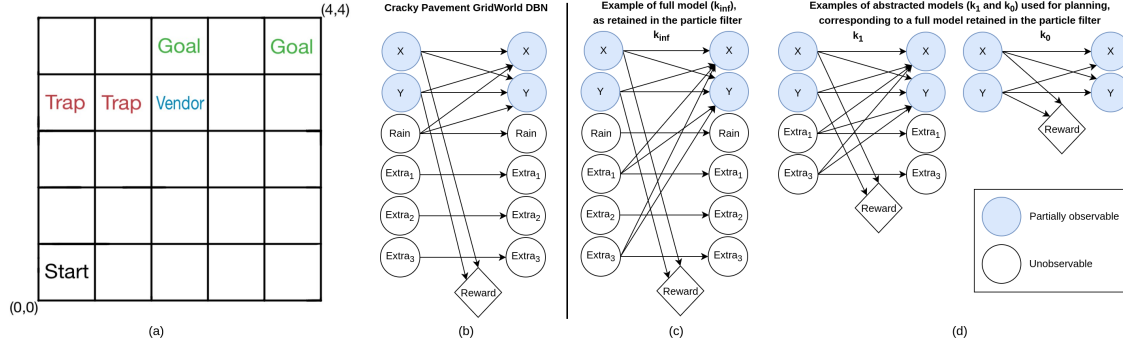 (4,4)
Goal
Goal
Trap
Trap
Vendor
Start
(0,0)
(a)
Cracky Pavement GridWorld DBN
X
X
Y
Y
Rain
Rain
Extra₁
Extra₁
Extra₂
Extra₂
Extra₃
Extra₃
Reward
(b)
Example of full model (k_inf),
as retained in the particle filter
k_inf
X
X
Y
Y
Rain
Rain
Extra₁
Extra₁
Extra₂
Extra₂
Extra₃
Extra₃
Reward
(c)
Examples of abstracted models (k₁ and k₀) used for planning,
corresponding to a full model retained in the particle filter
k₁
X
X
Y
Y
Extra₁
Extra₁
Extra₃
Extra₃
Reward
k₀
X
X
Y
Y
Reward
Partially observable
Unobservable
(d)